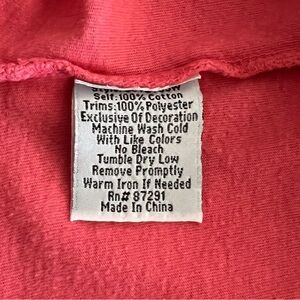 Self:100% Cotton
Trims:100% Polyester
Exclusive Of Decoration
Machine Wash Cold
With Like Colors
No Bleach
Tumble Dry Low
Remove Promptly
Warm Iron If Needed
Rn# 87291
Made In China